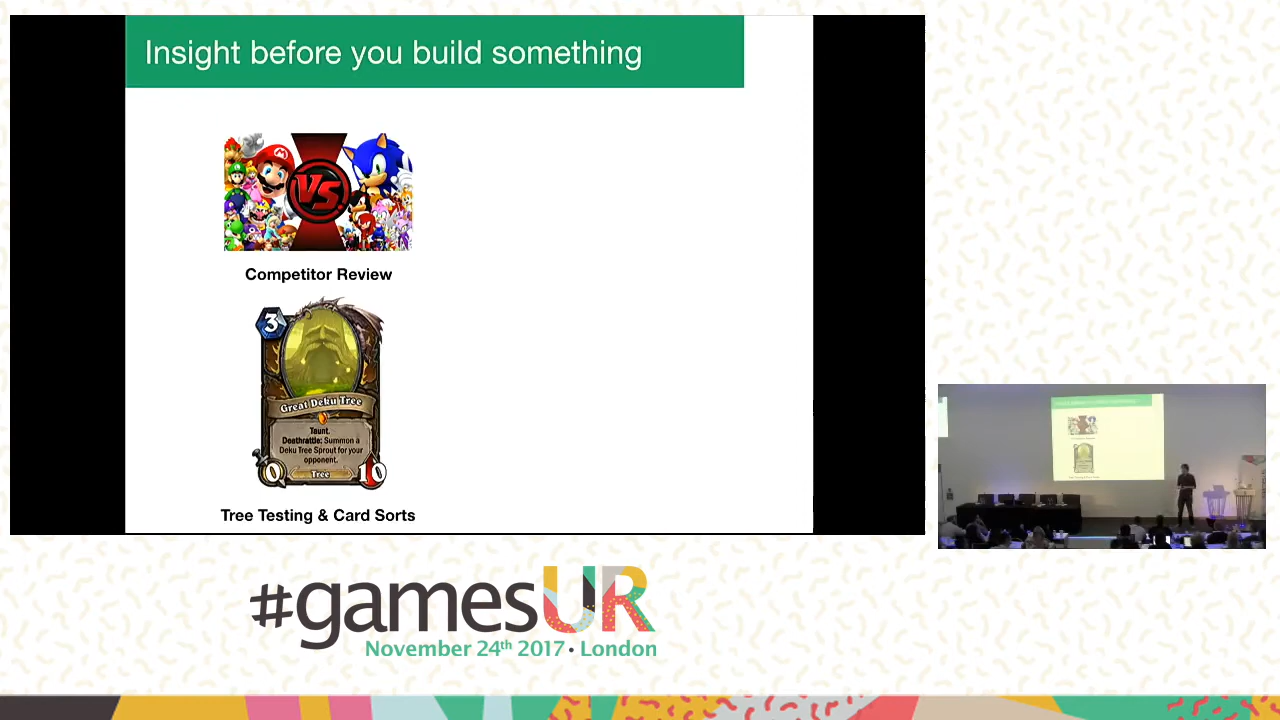 Insight before you build something
VS.
Competitor Review
3
Great Deku Tree
Taunt.
Deathrattle: Summon a
Deku Tree Sprout for your
opponent.
0 Tree 10
Tree Testing & Card Sorts
#gamesUR
November 24th 2017 • London